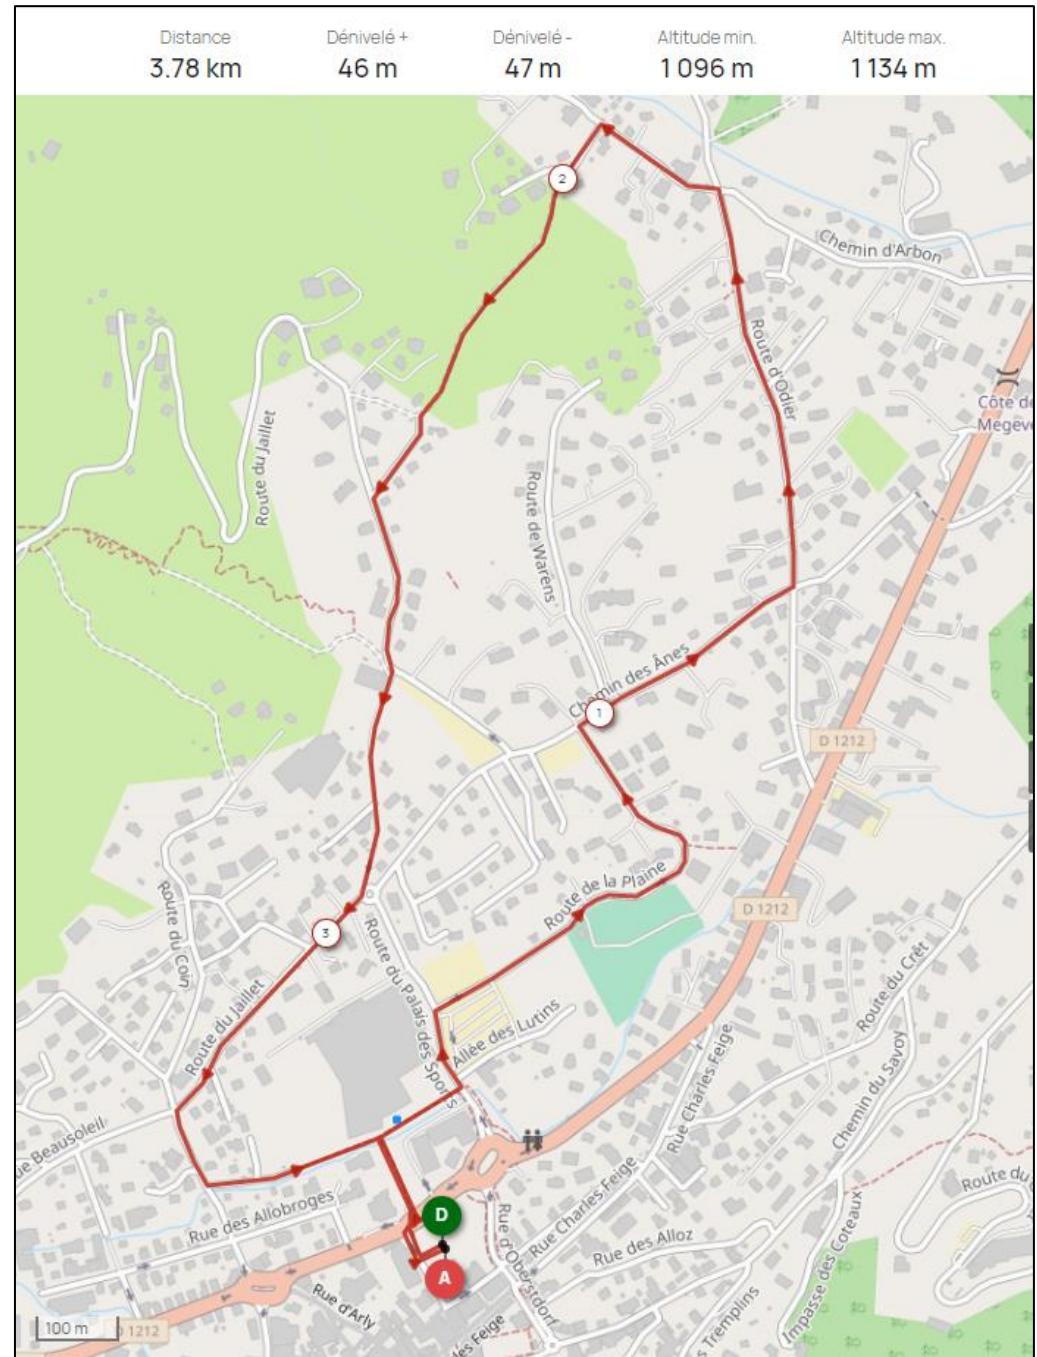 Distance
Dénivelé +
Dénivelé -
Altitude min.
Altitude max.
3.78 km
46 m
47 m
1 096 m
1 134 m
2
Chemin d'Arbon
Route d'Odier
Côte de
Megève
Route du Jaillet
Route de Warens
Chemin des Ânes
1
D 1212
Route de la Plaine
D 1212
Route du Coin
3
Route du Palais des Sports
Route du Jaillet
Allée des Lutins
Route du Crêt
Rue Charles Feige
Chemin du Savoy
ue Beausoleil
Rue des Allobroges
D
A
Rue d'Oberstdorf
Rue Charles Feige
Rue des Alloz
Route du
Impasse des Coteaux
Rue d'Arly
100 m
D 1212
les Feige
s Tremplins